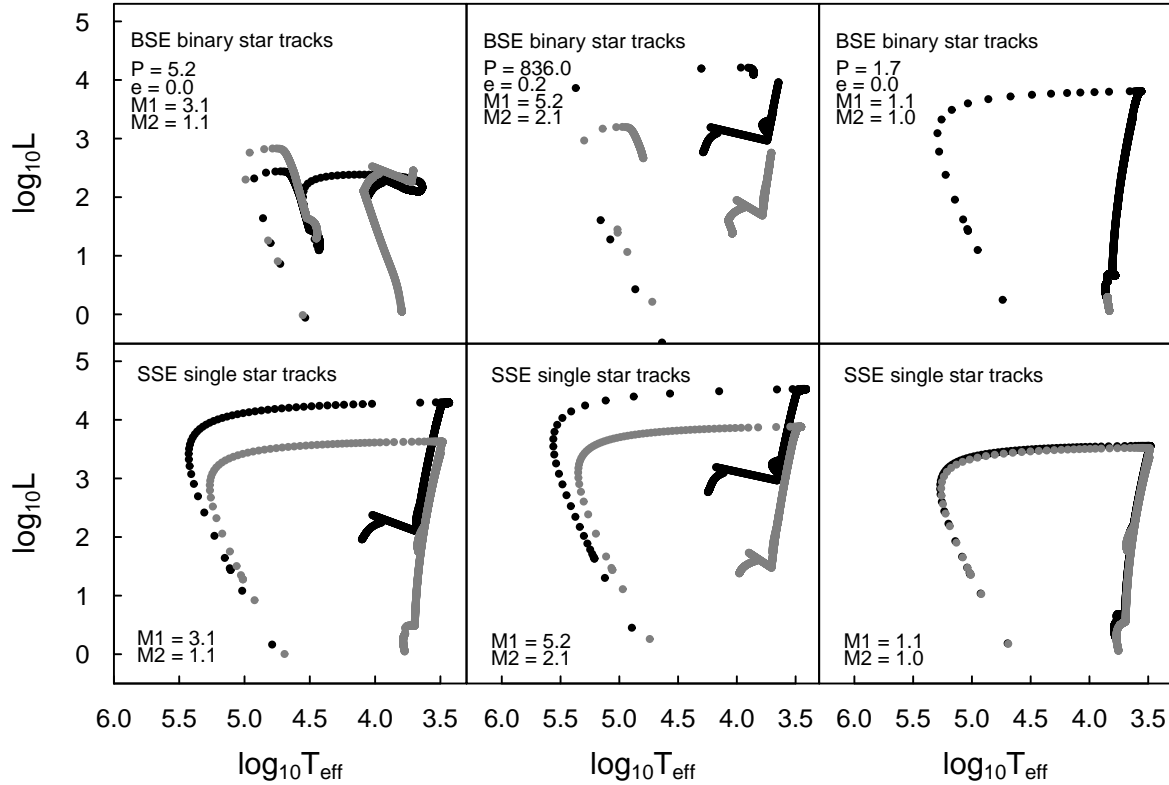 BSE binary star tracks
P = 5.2
e = 0.0
M1 = 3.1
M2 = 1.1
BSE binary star tracks
P = 836.0
e = 0.2
M1 = 5.2
M2 = 2.1
BSE binary star tracks
P = 1.7
e = 0.0
M1 = 1.1
M2 = 1.0
5
4
3
2
1
0
log10L
SSE single star tracks
M1 = 3.1
M2 = 1.1
SSE single star tracks
M1 = 5.2
M2 = 2.1
SSE single star tracks
M1 = 1.1
M2 = 1.0
5
4
3
2
1
0
log10L
6.0 5.5 5.0 4.5 4.0 3.5
6.0 5.5 5.0 4.5 4.0 3.5
6.0 5.5 5.0 4.5 4.0 3.5
log10Teff
log10Teff
log10Teff